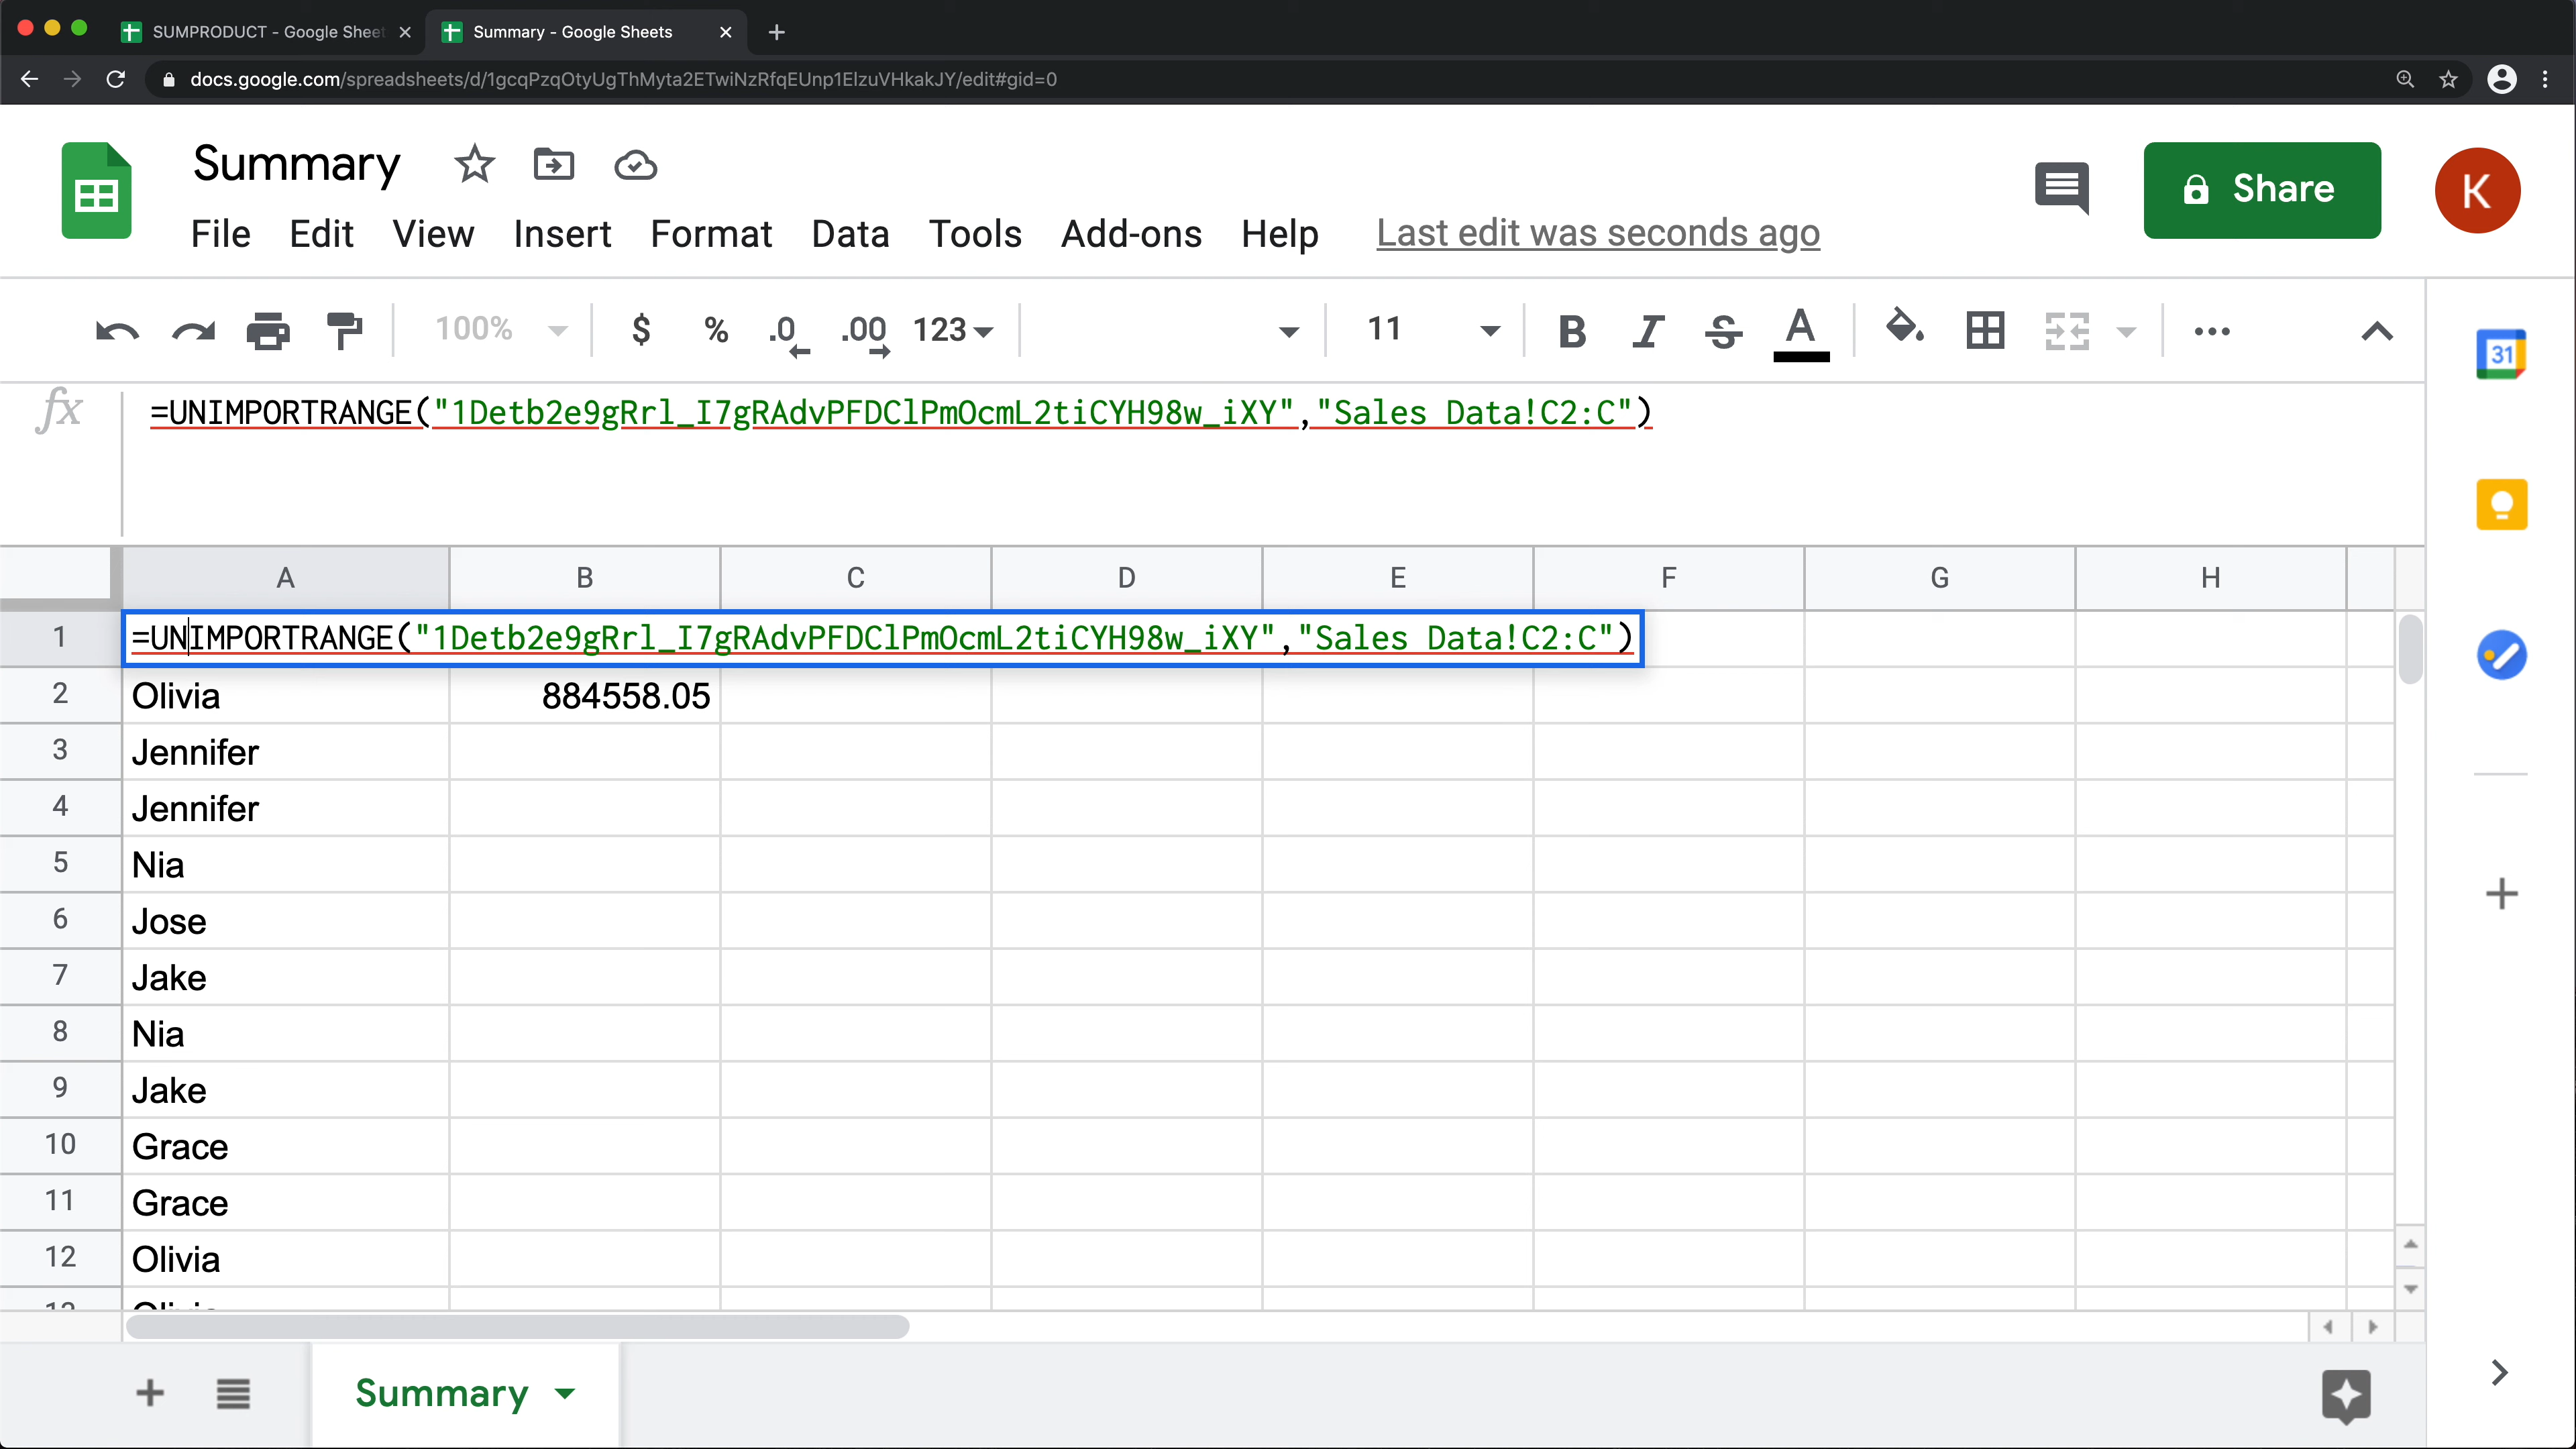 SUMPRODUCT - Google Sheet
Summary - Google Sheets
docs.google.com/spreadsheets/d/1gcqPzqOtyUgThMyta2ETwiNzRfqEUnp1ElzuVHkakJY/edit#gid=0
Summary
Share
K
File Edit View Insert Format Data Tools Add-ons Help Last edit was seconds ago
100% $ % .0 .00 123 11 B I S A
31
fx =UNIMPORTRANGE("1Detb2e9gRrl_I7gRAdvPFDClPmOcmL2tiCYH98w_iXY","Sales Data!C2:C")
A B C D E F G H
1 =UNIMPORTRANGE("1Detb2e9gRrl_I7gRAdvPFDClPmOcmL2tiCYH98w_iXY","Sales Data!C2:C")
2 Olivia 884558.05
3 Jennifer
4 Jennifer
5 Nia
6 Jose
7 Jake
8 Nia
9 Jake
10 Grace
11 Grace
12 Olivia
Summary